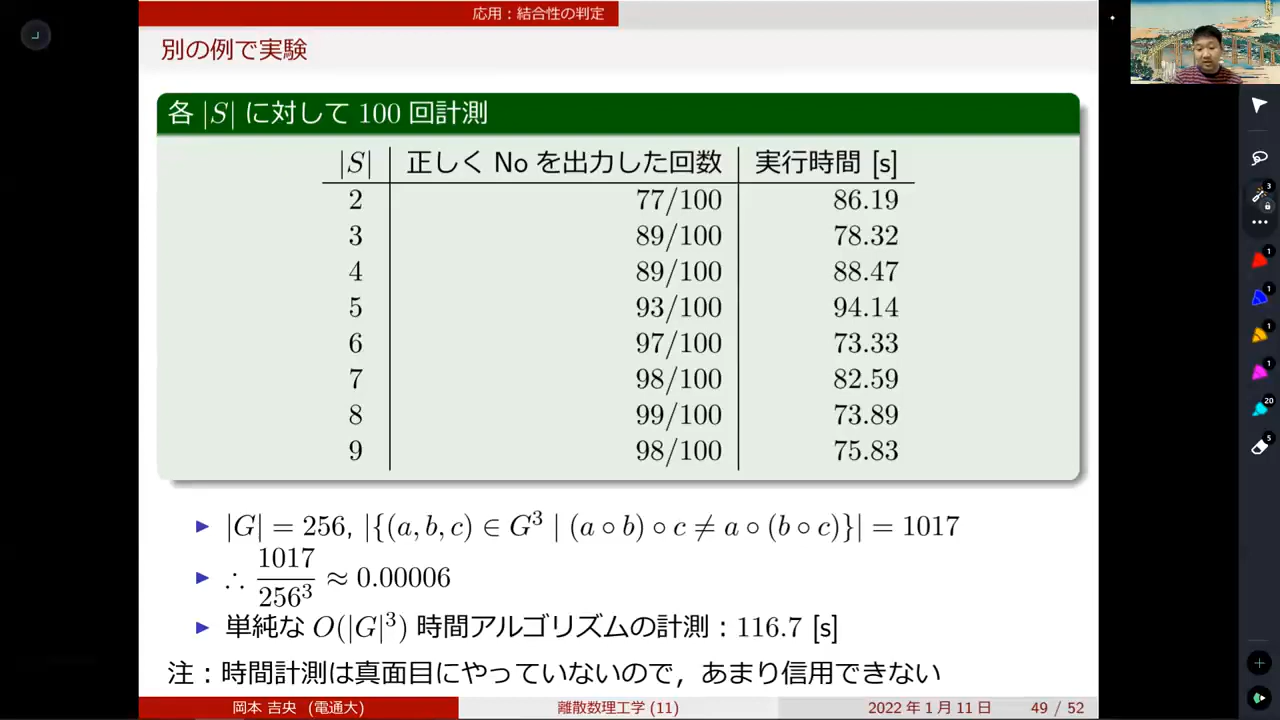 応用：結合性の判定
別の例で実験
各 |S| に対して 100 回計測
|S| 正しく No を出力した回数 実行時間 [s]
2 77/100 86.19
3 89/100 78.32
4 89/100 88.47
5 93/100 94.14
6 97/100 73.33
7 98/100 82.59
8 99/100 73.89
9 98/100 75.83
▶ |G| = 256, |{(a, b, c) ∈ G³ | (a ∘ b) ∘ c ≠ a ∘ (b ∘ c)}| = 1017
▶ ∴ 1017/256³ ≈ 0.00006
▶ 単純な O(|G|³) 時間アルゴリズムの計測：116.7 [s]
注：時間計測は真面目にやっていないので，あまり信用できない
岡本 吉央 (電通大) 離散数理工学 (11) 2022 年 1 月 11 日 49 / 52
3
1
1
1
1
20
5